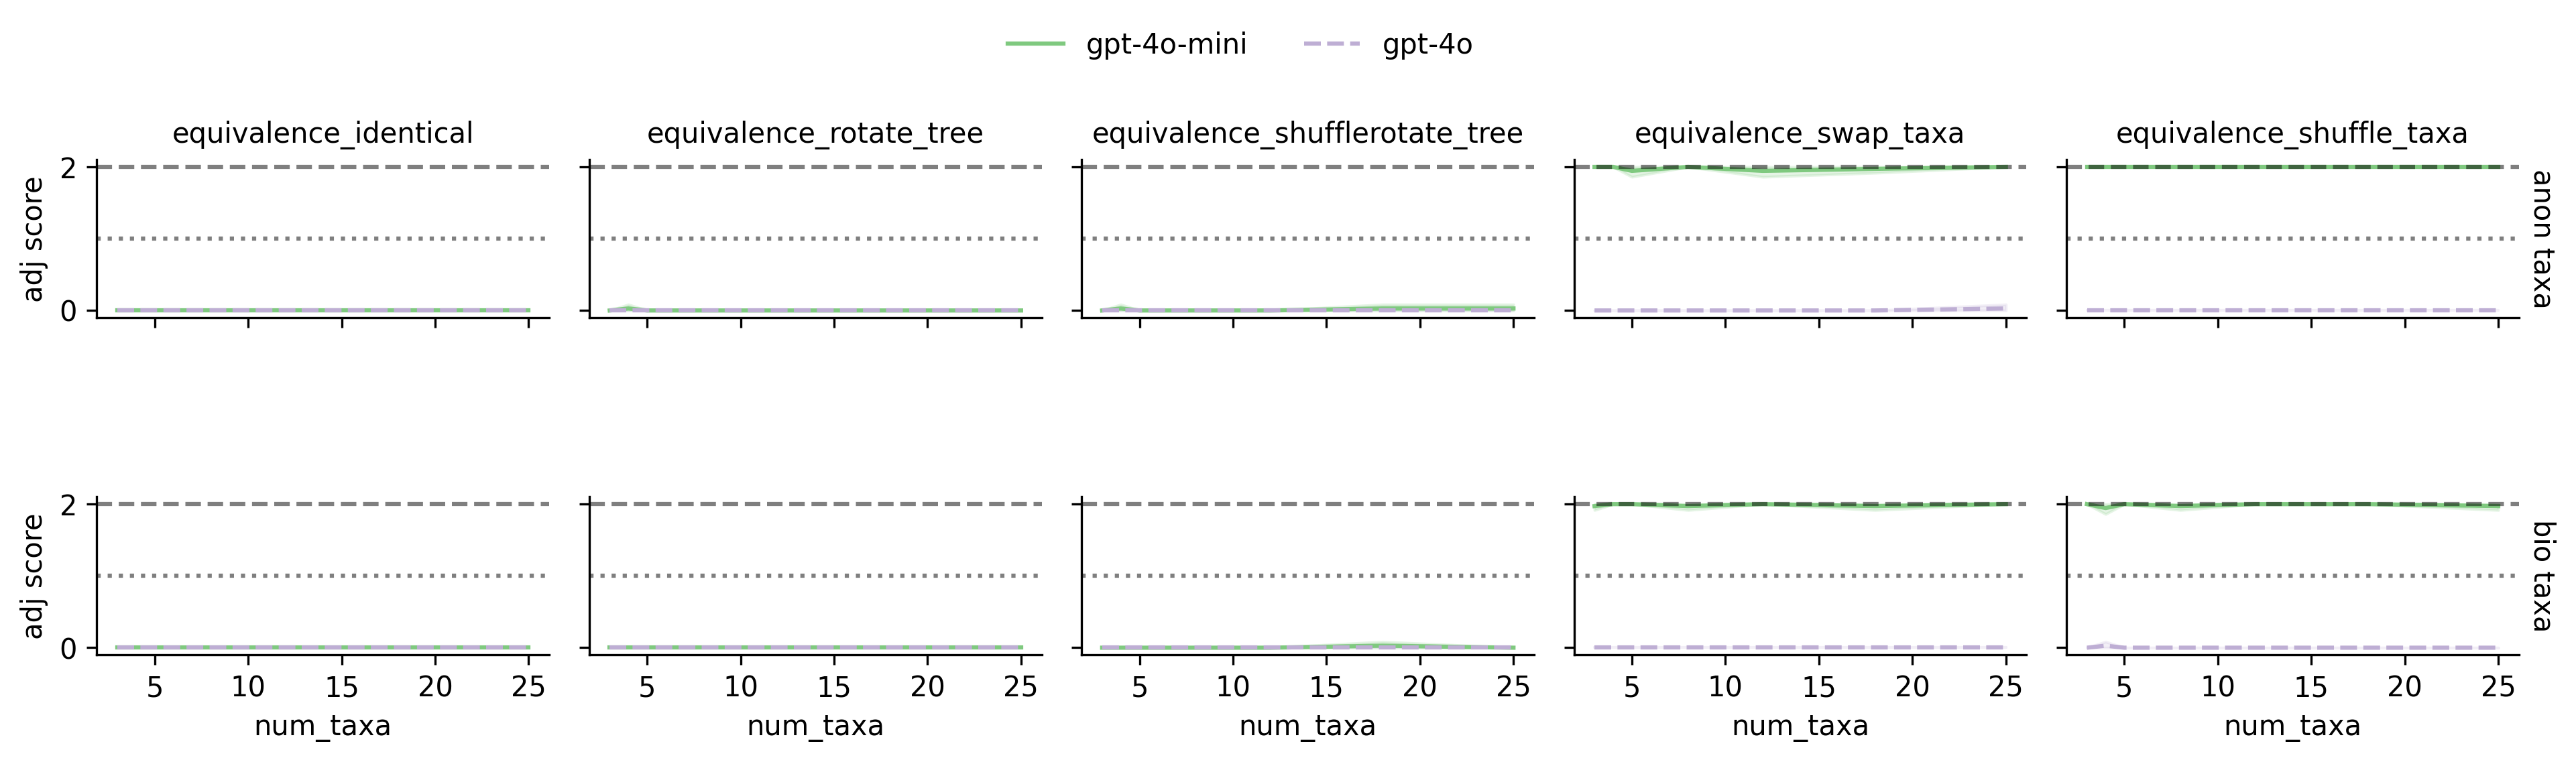 gpt-4o-mini gpt-4o
equivalence_identical equivalence_rotate_tree equivalence_shufflerotate_tree equivalence_swap_taxa equivalence_shuffle_taxa
adj score
2
0
anon taxa
adj score
2
0
bio taxa
5 10 15 20 25 5 10 15 20 25 5 10 15 20 25 5 10 15 20 25 5 10 15 20 25
num_taxa num_taxa num_taxa num_taxa num_taxa